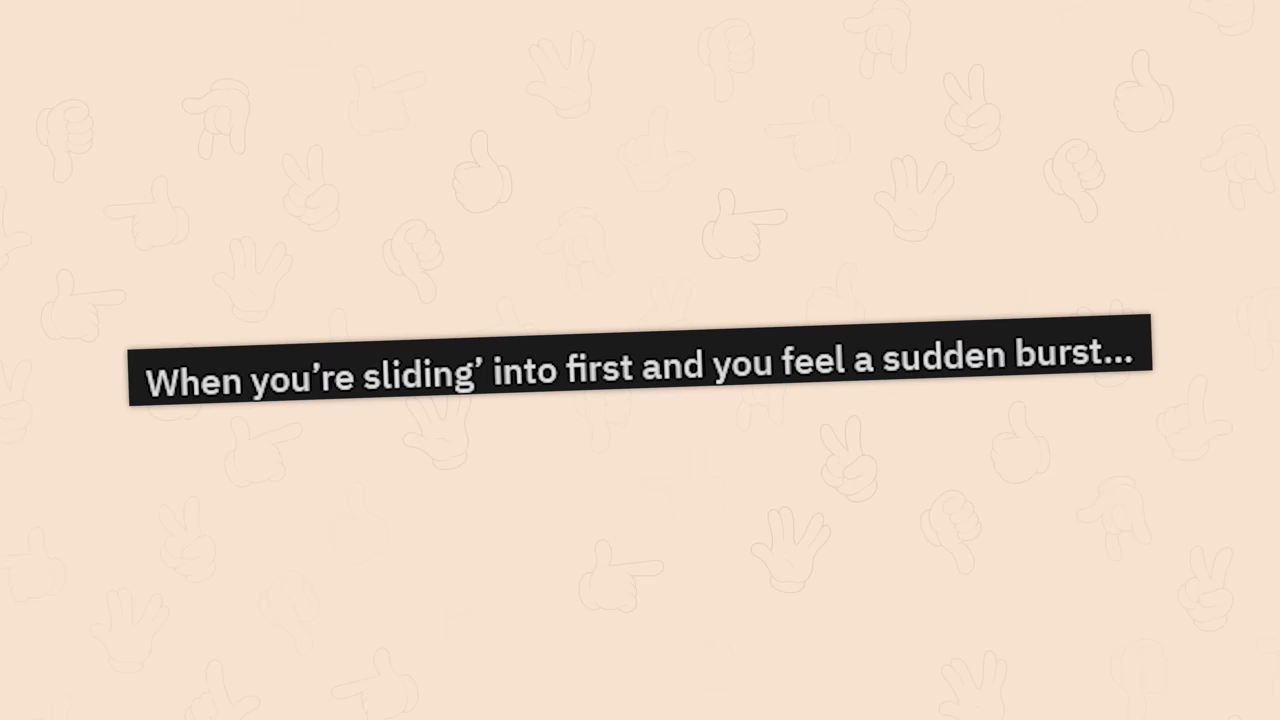 When you’re sliding’ into first and you feel a sudden burst...